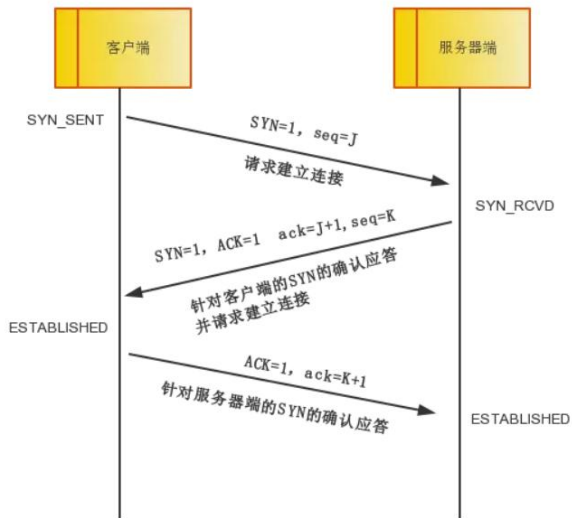 客户端
服务器端
SYN_SENT
SYN=1, seq=J
请求建立连接
SYN_RCVD
SYN=1, ACK=1 ack=J+1,seq=K
针对客户端的SYN的确认应答
并请求建立连接
ESTABLISHED
ACK=1, ack=K+1
针对服务器端的SYN的确认应答
ESTABLISHED